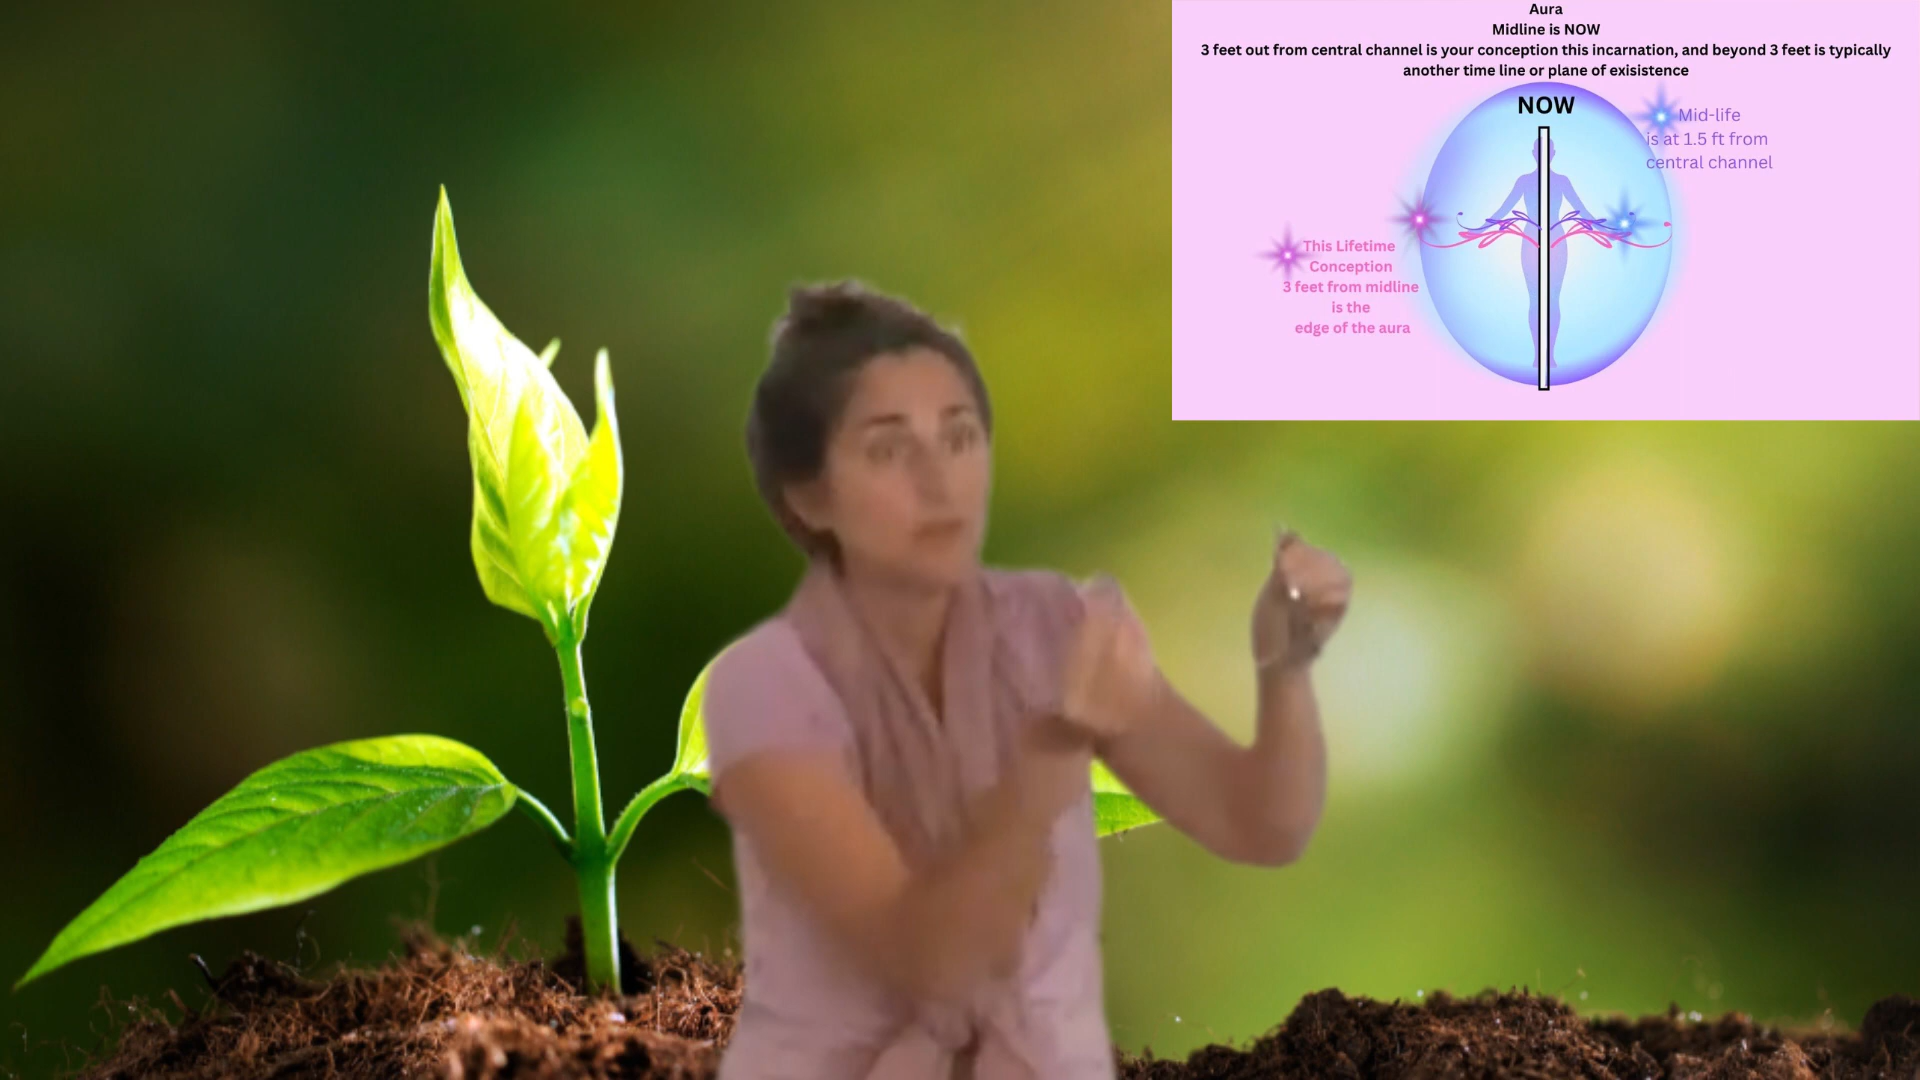 Aura
Midline is NOW
3 feet out from central channel is your conception this incarnation, and beyond 3 feet is typically
another time line or plane of exisistence
NOW
Mid-life
is at 1.5 ft from
central channel
This Lifetime
Conception
3 feet from midline
is the
edge of the aura